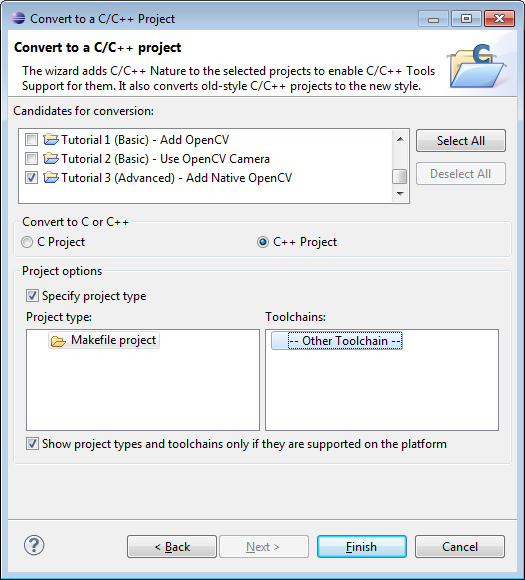 Convert to a C/C++ Project
Convert to a C/C++ project
The wizard adds C/C++ Nature to the selected projects to enable C/C++ Tools
Support for them. It also converts old-style C/C++ projects to the new style.
C
Candidates for conversion:
Tutorial 1 (Basic) - Add OpenCV
Tutorial 2 (Basic) - Use OpenCV Camera
Tutorial 3 (Advanced) - Add Native OpenCV
Select All
Deselect All
Convert to C or C++
C Project
C++ Project
Project options
Specify project type
Project type:
Toolchains:
Makefile project
-- Other Toolchain --
Show project types and toolchains only if they are supported on the platform
?
< Back
Next >
Finish
Cancel